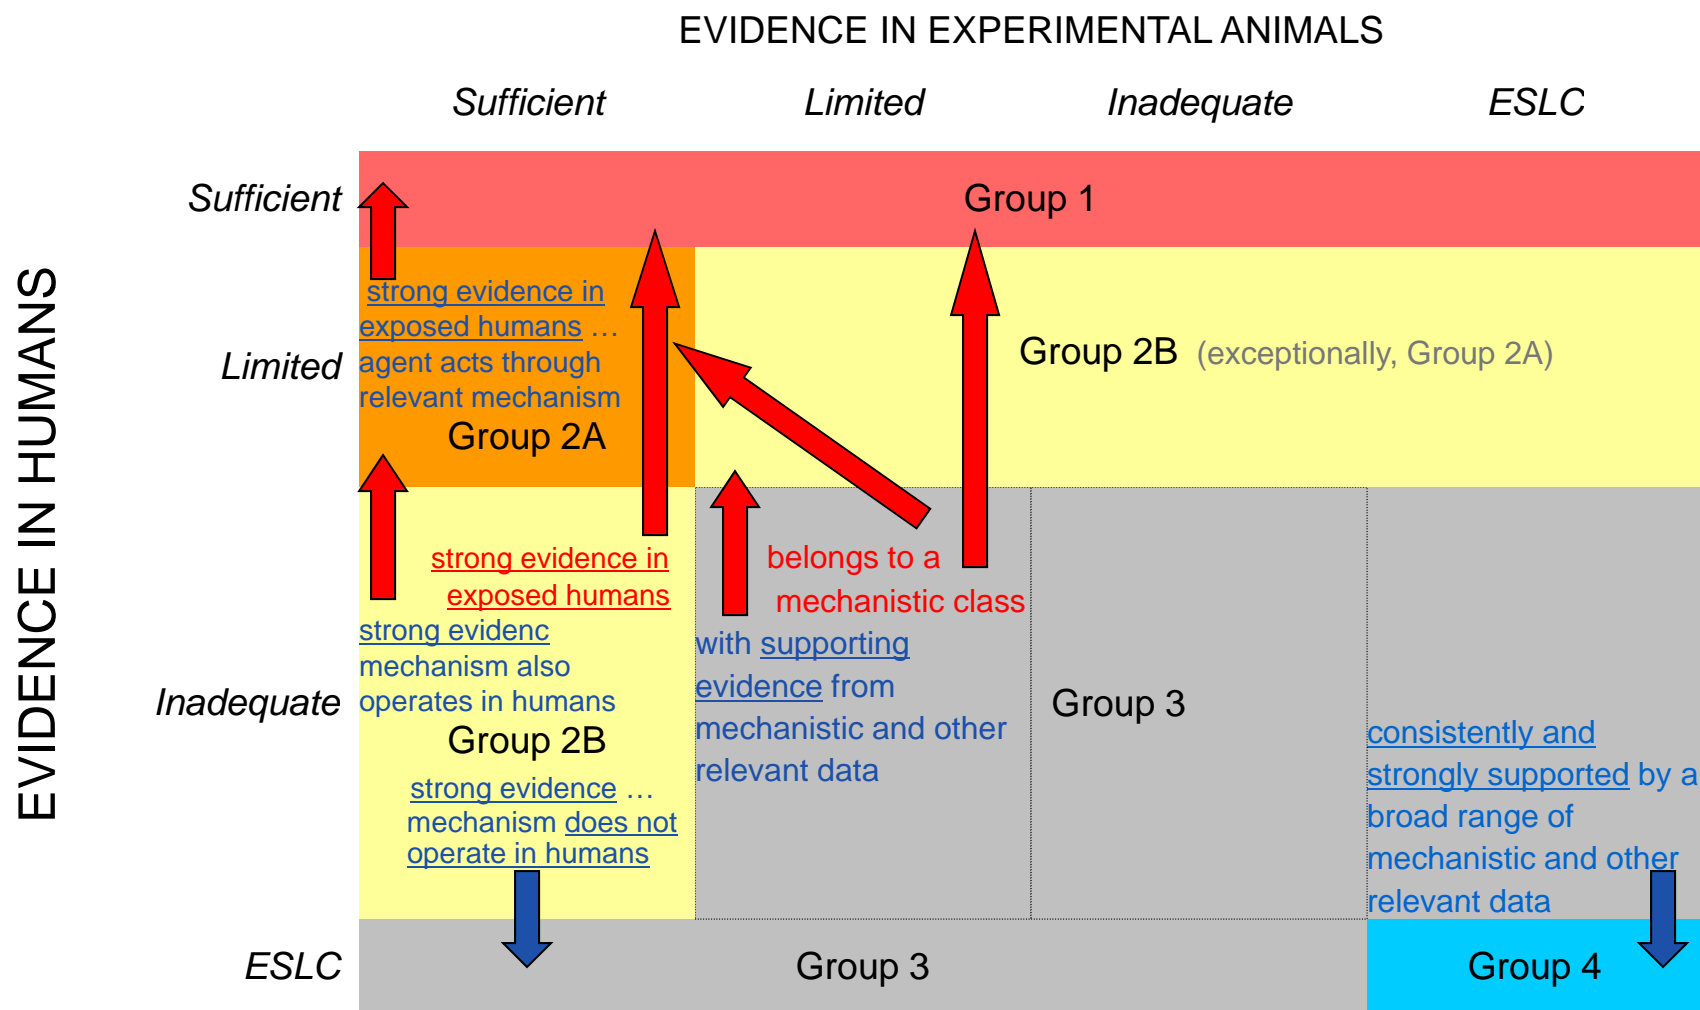 EVIDENCE IN EXPERIMENTAL ANIMALS
Sufficient
Limited
Inadequate
ESLC
EVIDENCE IN HUMANS
Sufficient
Group 1
Limited
strong evidence in
exposed humans …
agent acts through
relevant mechanism
Group 2A
Group 2B (exceptionally, Group 2A)
Inadequate
strong evidence in
exposed humans
strong evidenc
mechanism also
operates in humans
Group 2B
strong evidence …
mechanism does not
operate in humans
belongs to a
mechanistic class
with supporting
evidence from
mechanistic and other
relevant data
Group 3
consistently and
strongly supported by a
broad range of
mechanistic and other
relevant data
ESLC
Group 3
Group 4